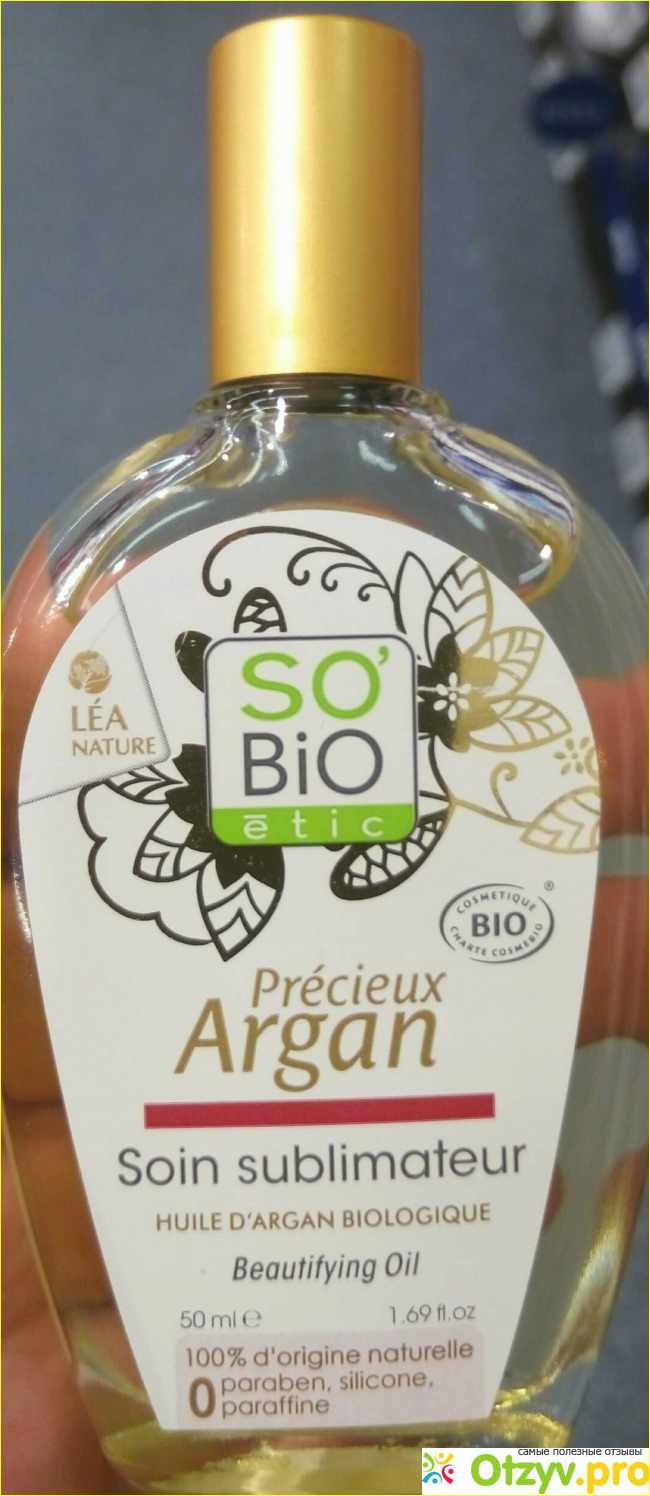 LÉA
NATURE
SO'
BiO
ētic
COSMETIQUE
BIO
®
CHARTE COSMEBIO
Précieux
Argan
Soin sublimateur
HUILE D'ARGAN BIOLOGIQUE
Beautifying Oil
50 ml e 1.69 fl.oz
100% d'origine naturelle
0 paraben, silicone,
paraffine
самые полезные отзывы
Otzyv.pro